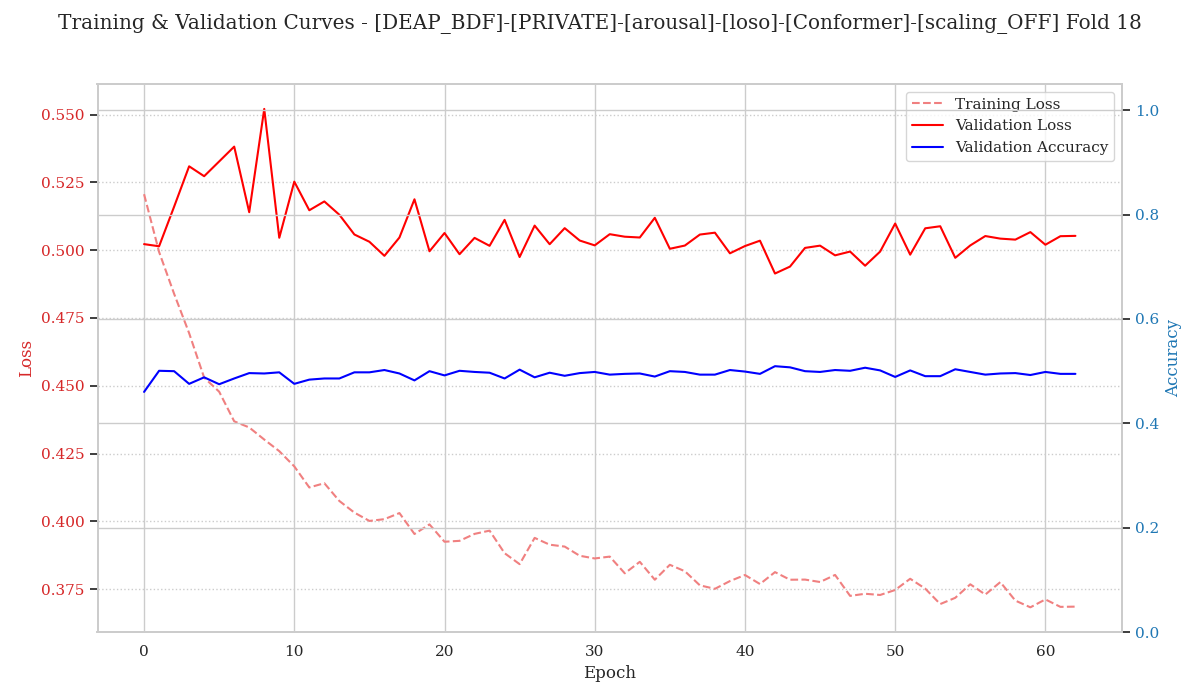 Training & Validation Curves - [DEAP_BDF]-[PRIVATE]-[arousal]-[loso]-[Conformer]-[scaling_OFF] Fold 18
Training Loss
Validation Loss
Validation Accuracy
Loss
0.550
0.525
0.500
0.475
0.450
0.425
0.400
0.375
1.0
0.8
0.6
0.4
0.2
0.0
Accuracy
0 10 20 30 40 50 60
Epoch